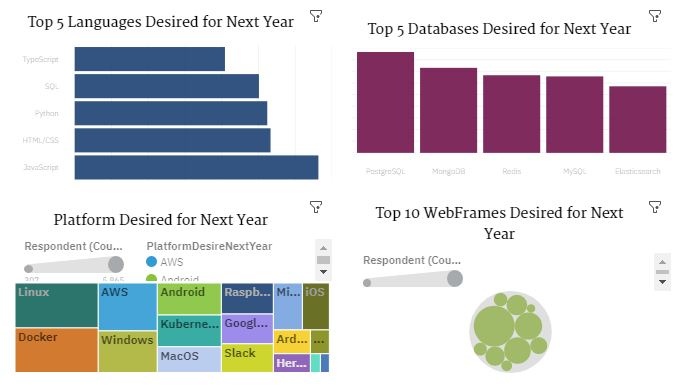 Top 5 Languages Desired for Next Year
TypoScript
SQL
Python
HTML/CSS
JavaScript
Top 5 Databases Desired for Next Year
PostgreSQL
MongoDB
Redis
MySQL
Elasticsearch
Platform Desired for Next Year
Respondent (Cou...
PlatformDesireNextYear
AWS
Android
Linux
AWS
Android
Raspb...
Mi...
iOS
Docker
Windows
Kuberne...
Googl...
Ard...
...
MacOS
Slack
Her...
Top 10 WebFrames Desired for Next
Year
Respondent (Cou...